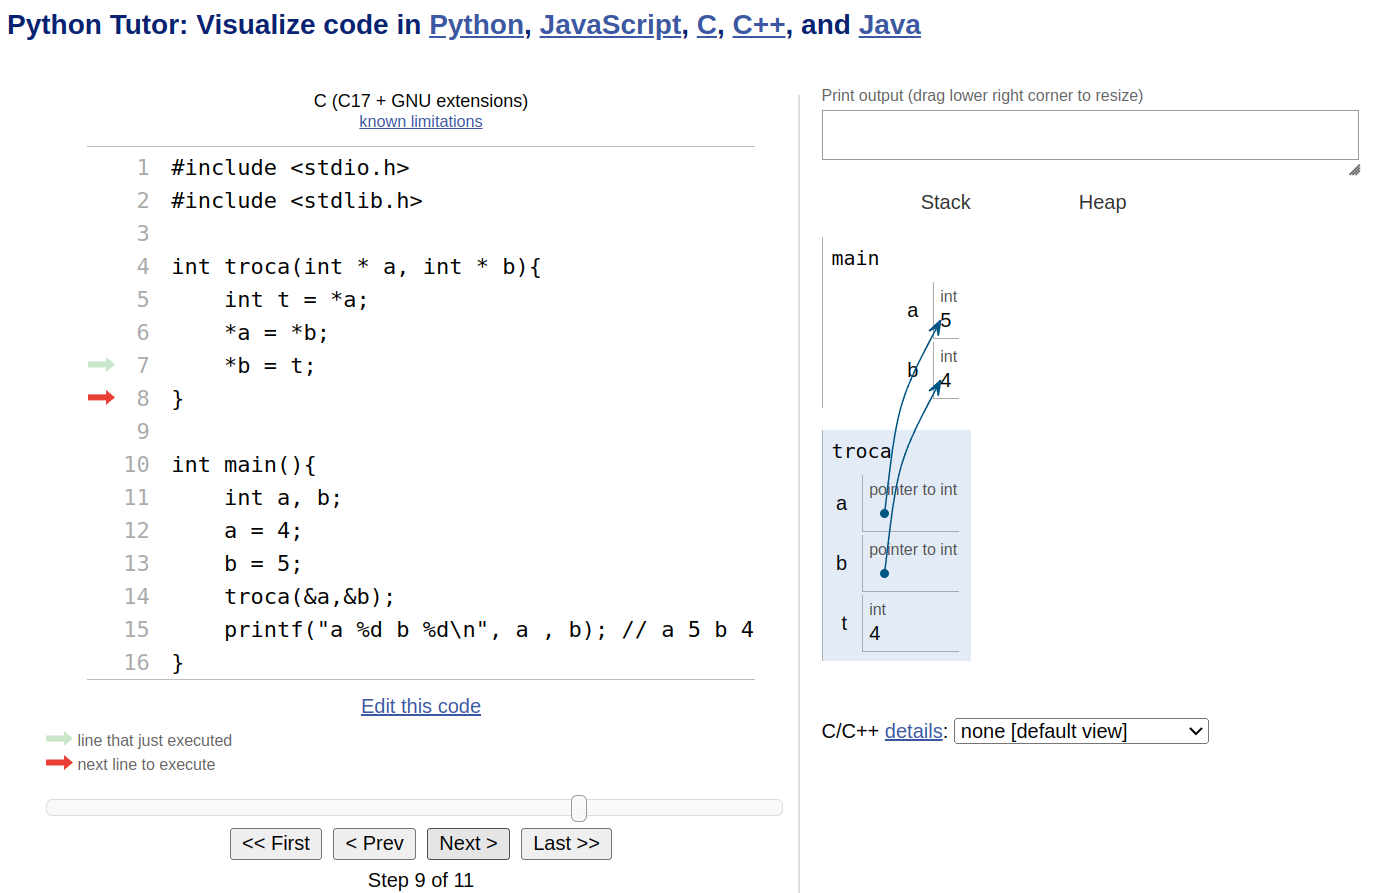 Python Tutor: Visualize code in Python, JavaScript, C, C++, and Java
C (C17 + GNU extensions)
known limitations
1 #include <stdio.h>
2 #include <stdlib.h>
3
4 int troca(int * a, int * b){
5     int t = *a;
6     *a = *b;
7     *b = t;
8 }
9
10 int main(){
11     int a, b;
12     a = 4;
13     b = 5;
14     troca(&a,&b);
15     printf("a %d b %d\n", a , b); // a 5 b 4
16 }
Edit this code
line that just executed
next line to execute
<< First < Prev Next > Last >>
Step 9 of 11
Print output (drag lower right corner to resize)
Stack Heap
main
int
a 5
int
b 4
troca
pointer to int
a
pointer to int
b
int
t 4
C/C++ details: none [default view]